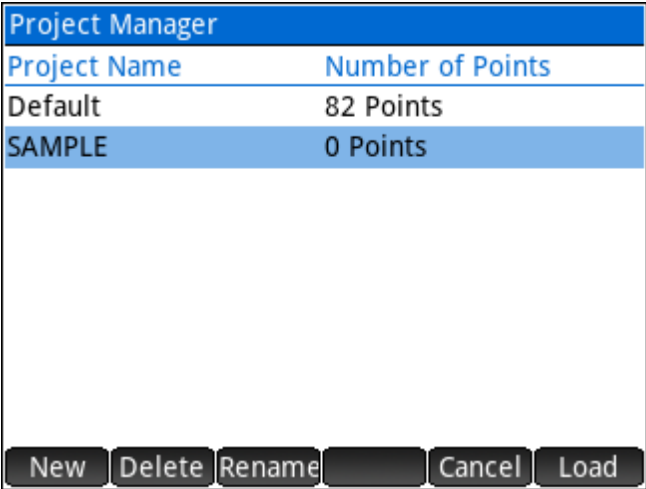 Project Manager
Project Name Number of Points
Default 82 Points
SAMPLE 0 Points
New Delete Rename Cancel Load